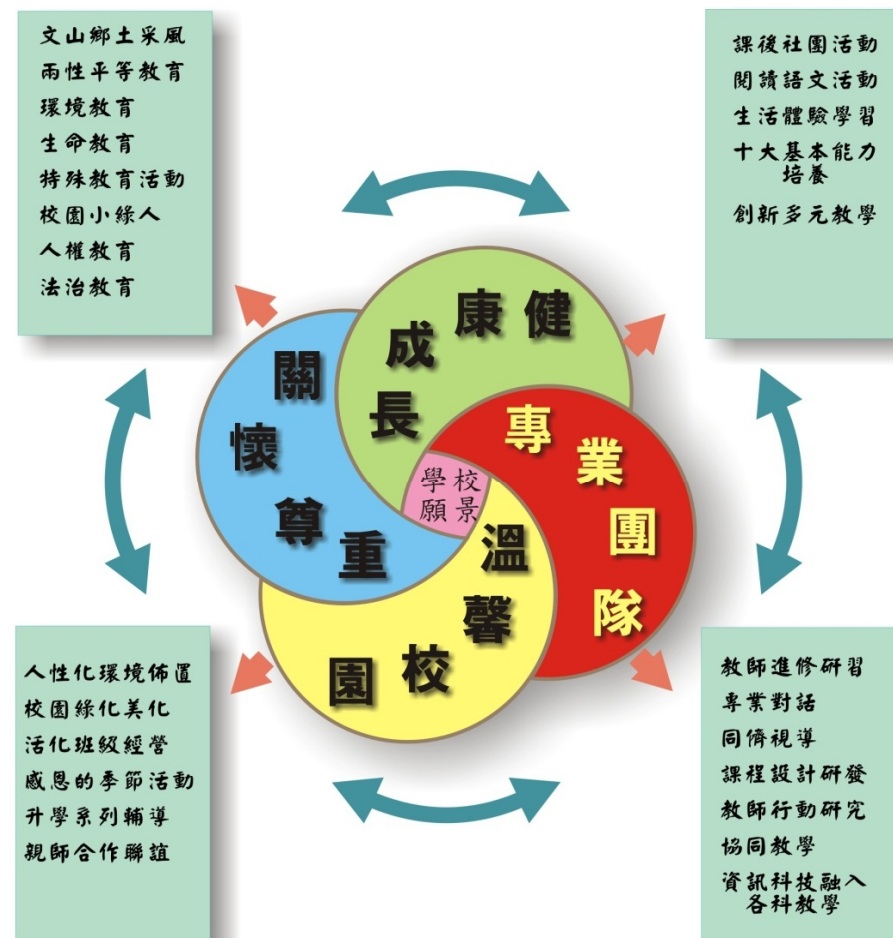 文山鄉土采風
兩性平等教育
環境教育
生命教育
特殊教育活動
校園小綠人
人權教育
法治教育
課後社團活動
閱讀語文活動
生活體驗學習
十大基本能力
培養
創新多元教學
健康成長
關懷尊重
專業團隊
溫馨校園
學校
願景
人性化環境佈置
校園綠化美化
活化班級經營
感恩的季節活動
升學系列輔導
親師合作聯誼
教師進修研習
專業對話
同儕視導
課程設計研發
教師行動研究
協同教學
資訊科技融入
各科教學